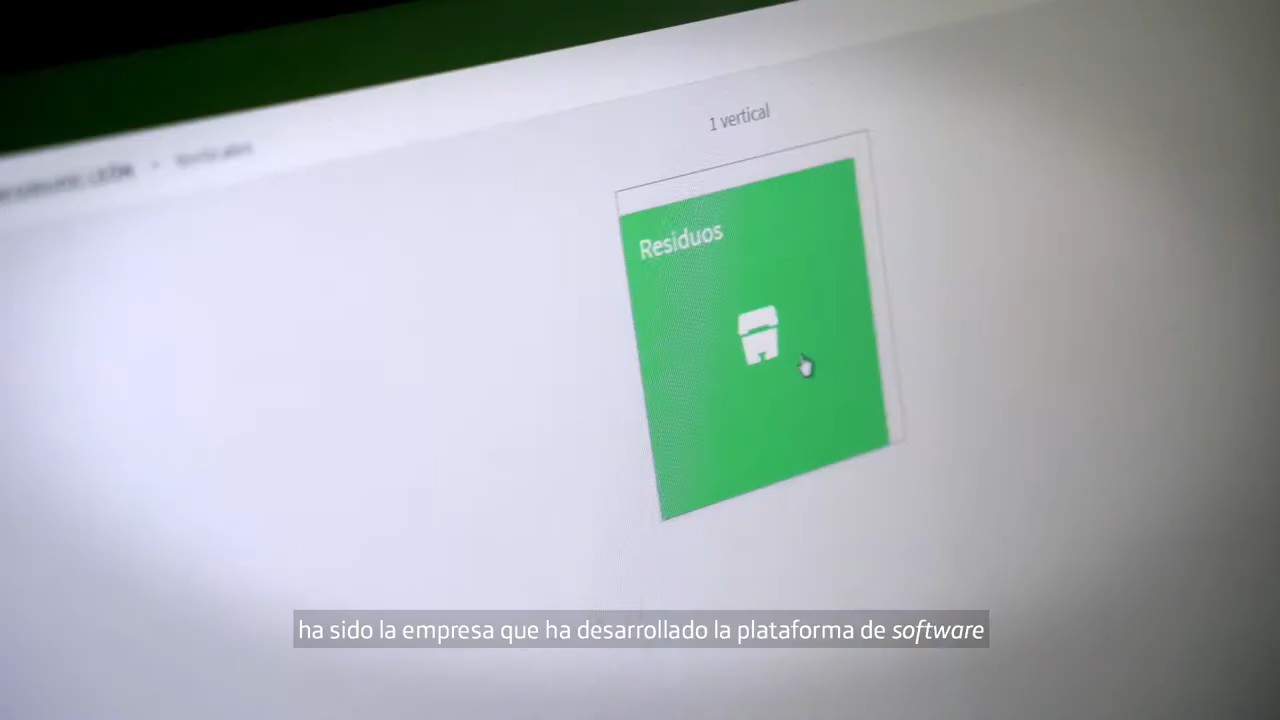 1 vertical
Residuos
ha sido la empresa que ha desarrollado la plataforma de software